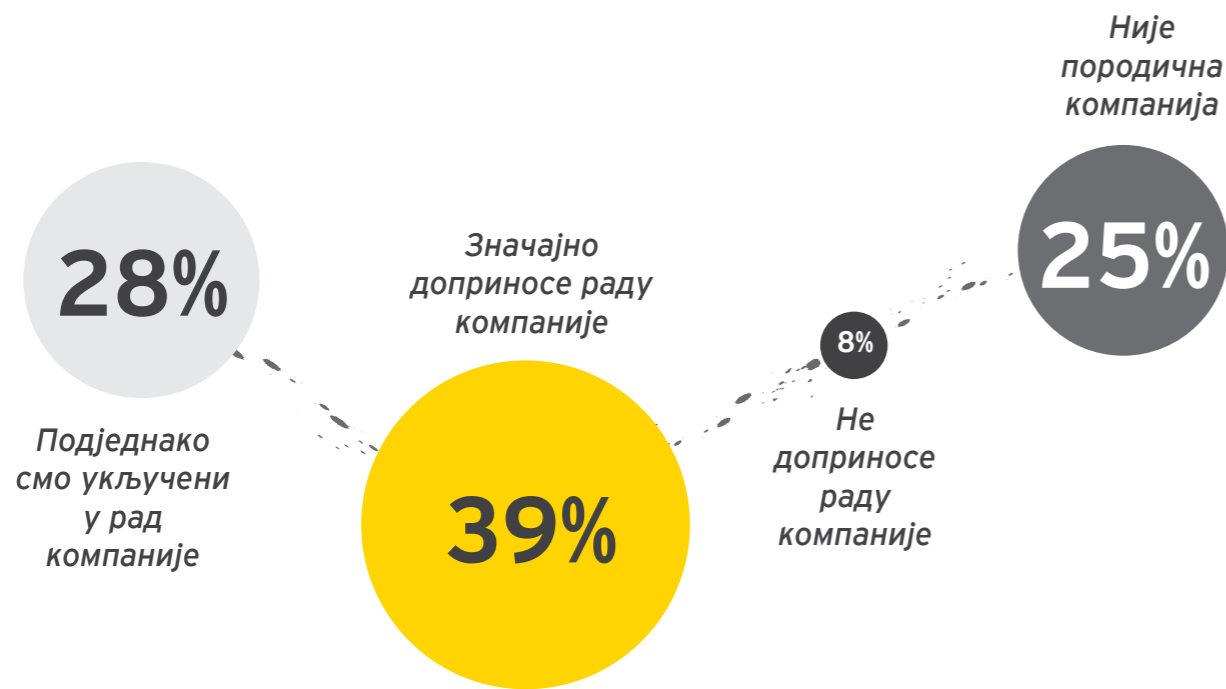 28%
Подједнако
смо укључени
у рад
компаније
Значајно
доприносе раду
компаније
39%
8%
Не
доприносе
раду
компаније
Није
породична
компанија
25%